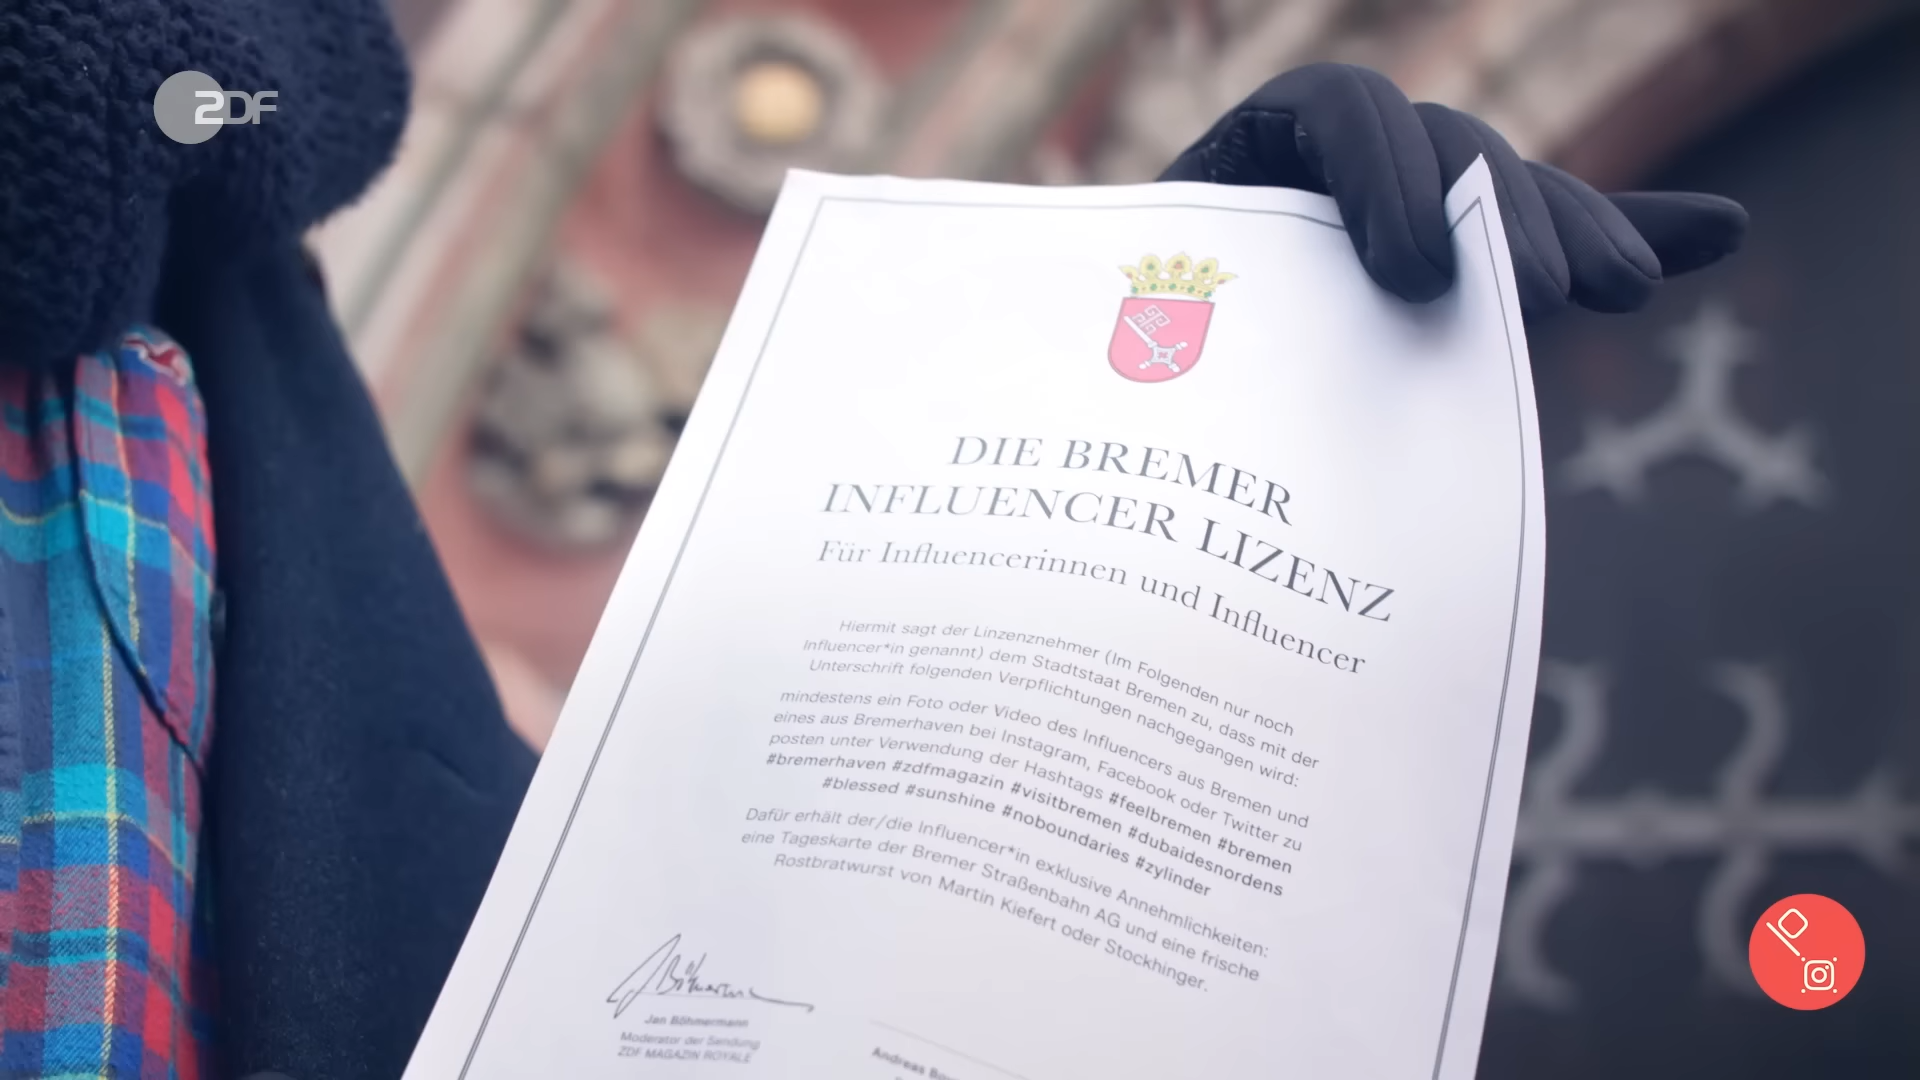 ZDF
DIE BREMER
INFLUENCER LIZENZ
Für Influencerinnen und Influencer
Hiermit sagt der Linzenznehmer (Im Folgenden nur noch
Influencer*in genannt) dem Stadtstaat Bremen zu, dass mit der
Unterschrift folgenden Verpflichtungen nachgegangen wird:
mindestens ein Foto oder Video des Influencers aus Bremen und
eines aus Bremerhaven bei Instagram, Facebook oder Twitter zu
posten unter Verwendung der Hashtags #feelbremen #bremen
#bremerhaven #zdfmagazin #visitbremen #dubaidesnordens
#blessed #sunshine #noboundaries #zylinder
Dafür erhält der/die Influencer*in exklusive Annehmlichkeiten:
eine Tageskarte der Bremer Straßenbahn AG und eine frische
Rostbratwurst von Martin Kiefert oder Stockhinger.
Jan Böhmermann
Moderator der Sendung
ZDF MAGAZIN ROYALE
Andreas